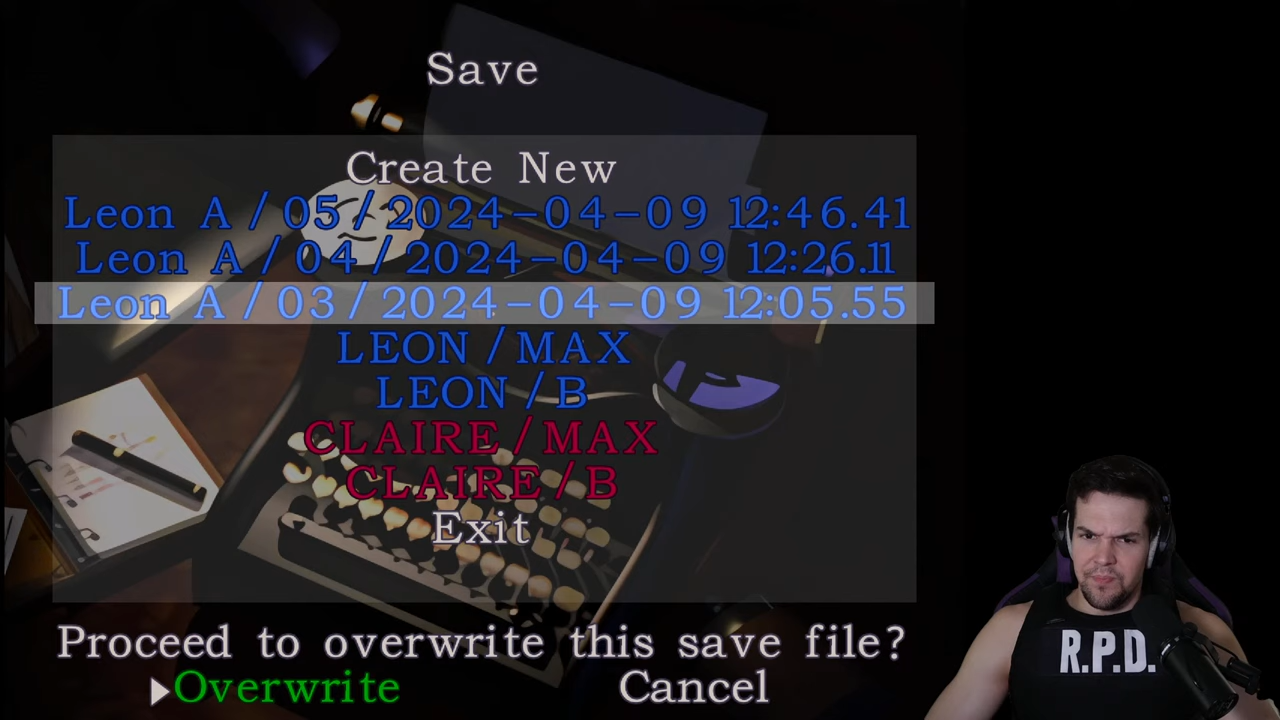 Save
Create New
Leon A / 05 / 2024-04-09 12:46.41
Leon A / 04 / 2024-04-09 12:26.11
Leon A / 03 / 2024-04-09 12:05.55
LEON / MAX
LEON / B
CLAIRE / MAX
CLAIRE / B
Exit
Proceed to overwrite this save file?
Overwrite Cancel
R.P.D.